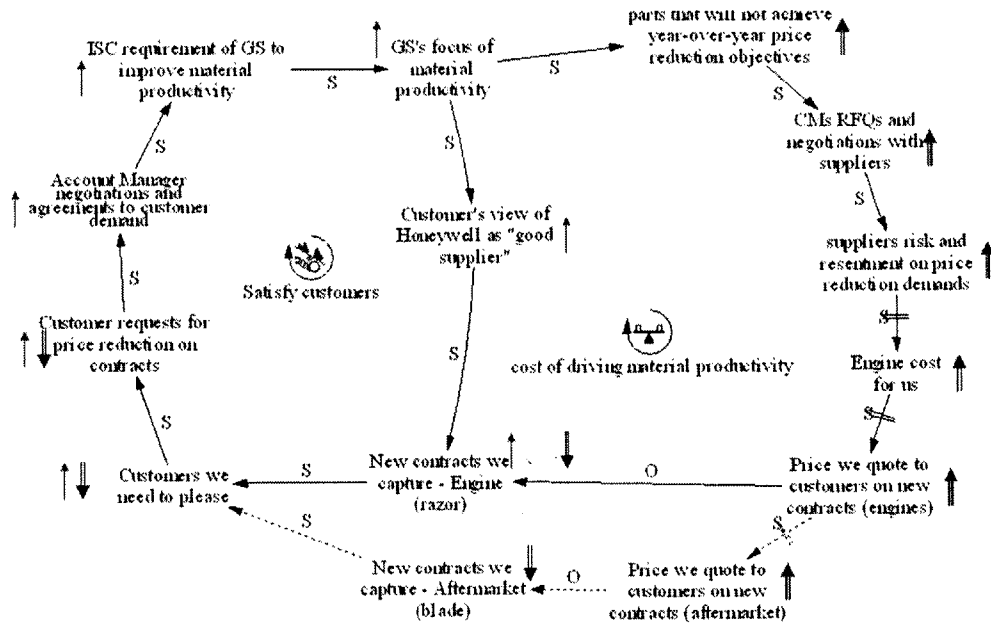 parts that will not achieve
year-over-year price
reduction objectives
ISC requirement of GS to
improve material
productivity
GS's focus of
material
productivity
S
S
S
CMs RFQs and
negotiations with
suppliers
S
S
S
Account Manager
negotiations and
agreements to customer
demand
Customer's view of
Honeywell as "good
supplier"
suppliers risk and
resentment on price
reduction demands
S
Satisfy customers
S
Customer requests for
price reduction on
contracts
S
cost of driving material productivity
Engine cost
for us
S
S
Customers we
need to please
S
New contracts we
capture - Engine
(razor)
O
Price we quote to
customers on new
contracts (engines)
S
S
New contracts we
capture - Aftermarket
(blade)
O
Price we quote to
customers on new
contracts (aftermarket)